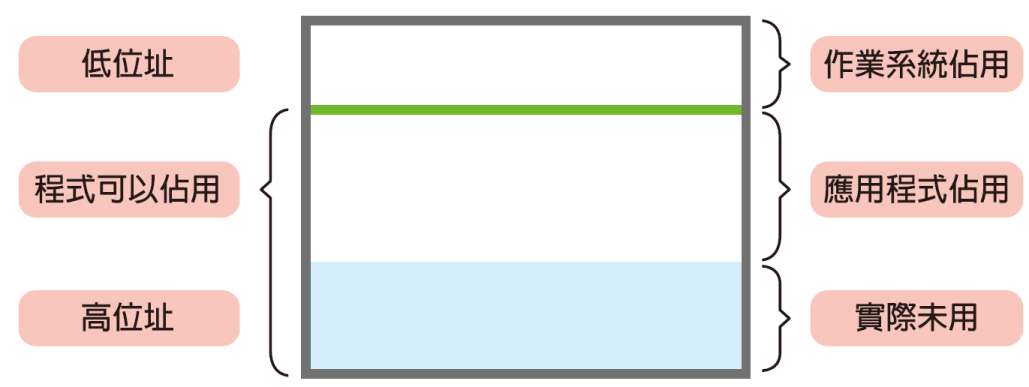 低位址
作業系統佔用
程式可以佔用
應用程式佔用
高位址
實際未用